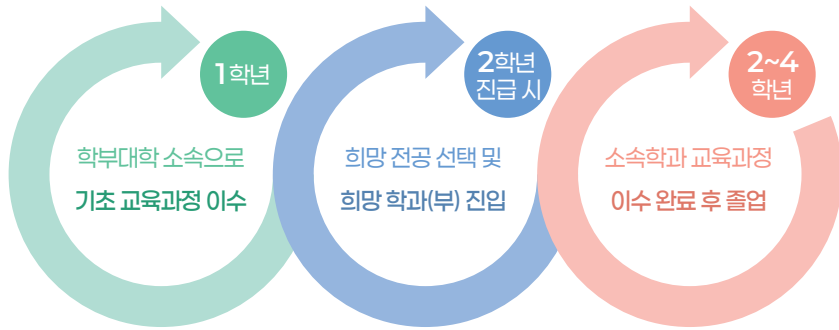 1학년
학부대학 소속으로
기초 교육과정 이수
2학년
진급 시
희망 전공 선택 및
희망 학과(부) 진입
2~4
학년
소속학과 교육과정
이수 완료 후 졸업